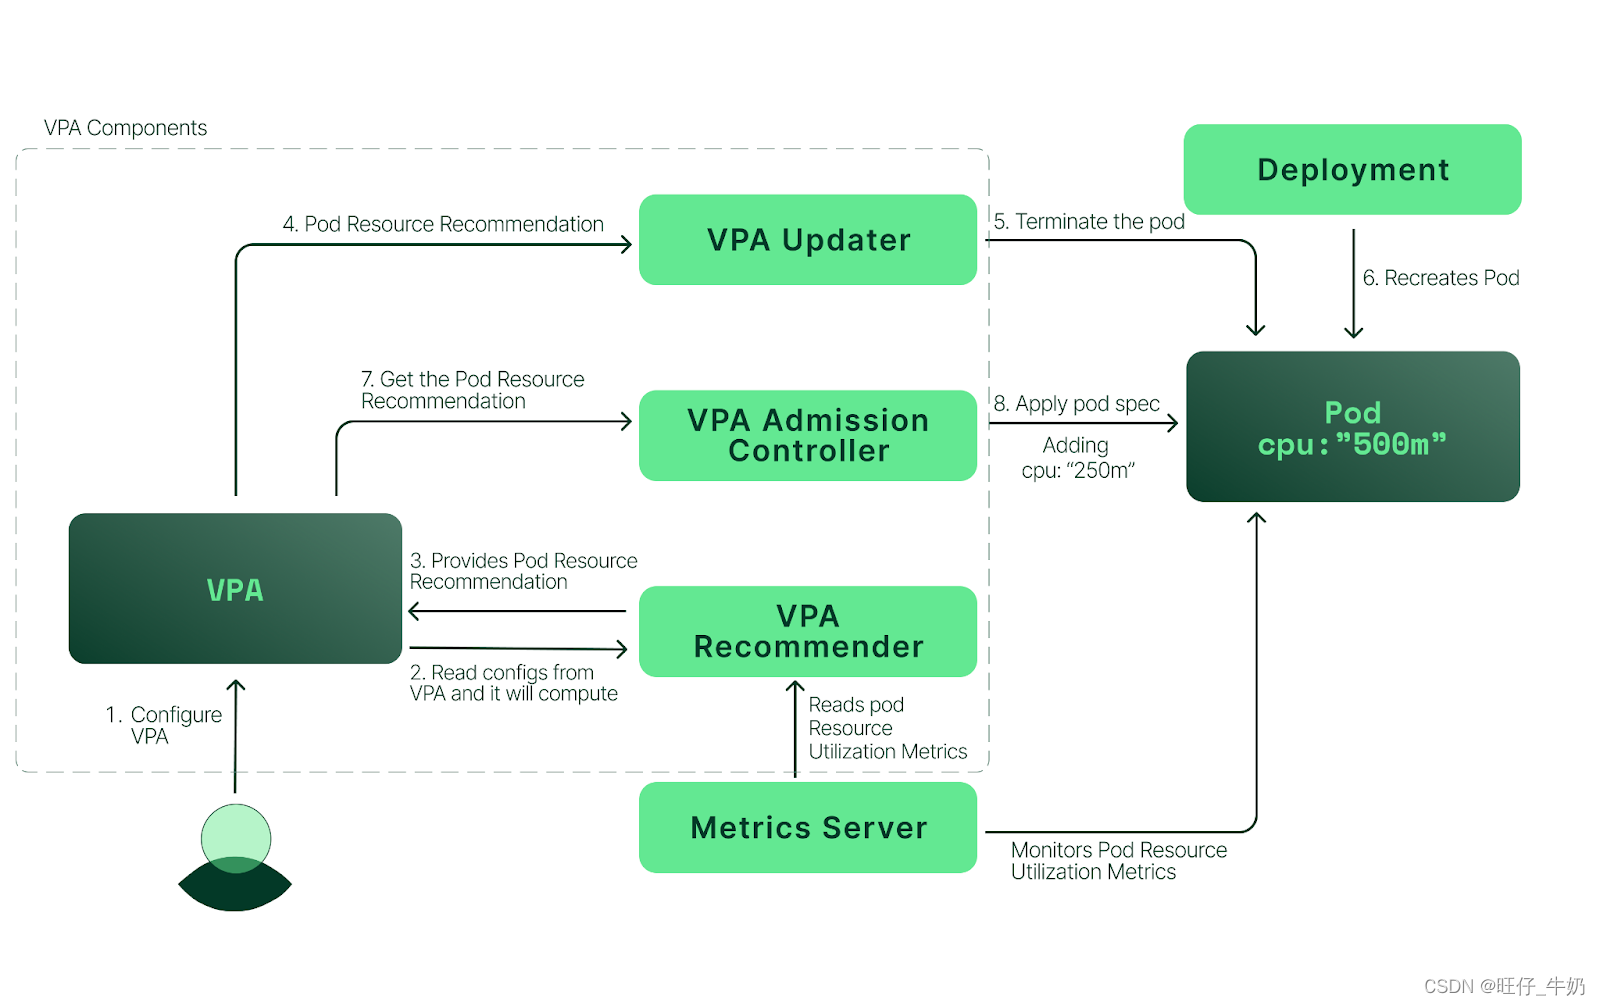 VPA Components
Deployment
4. Pod Resource Recommendation
VPA Updater
5. Terminate the pod
6. Recreates Pod
7. Get the Pod Resource
Recommendation
VPA Admission
Controller
8. Apply pod spec
Adding
cpu: “250m”
Pod
cpu:”500m”
VPA
3. Provides Pod Resource
Recommendation
VPA
Recommender
2. Read configs from
VPA and it will compute
1. Configure
VPA
Reads pod
Resource
Utilization Metrics
Metrics Server
Monitors Pod Resource
Utilization Metrics
CSDN @旺仔_牛奶